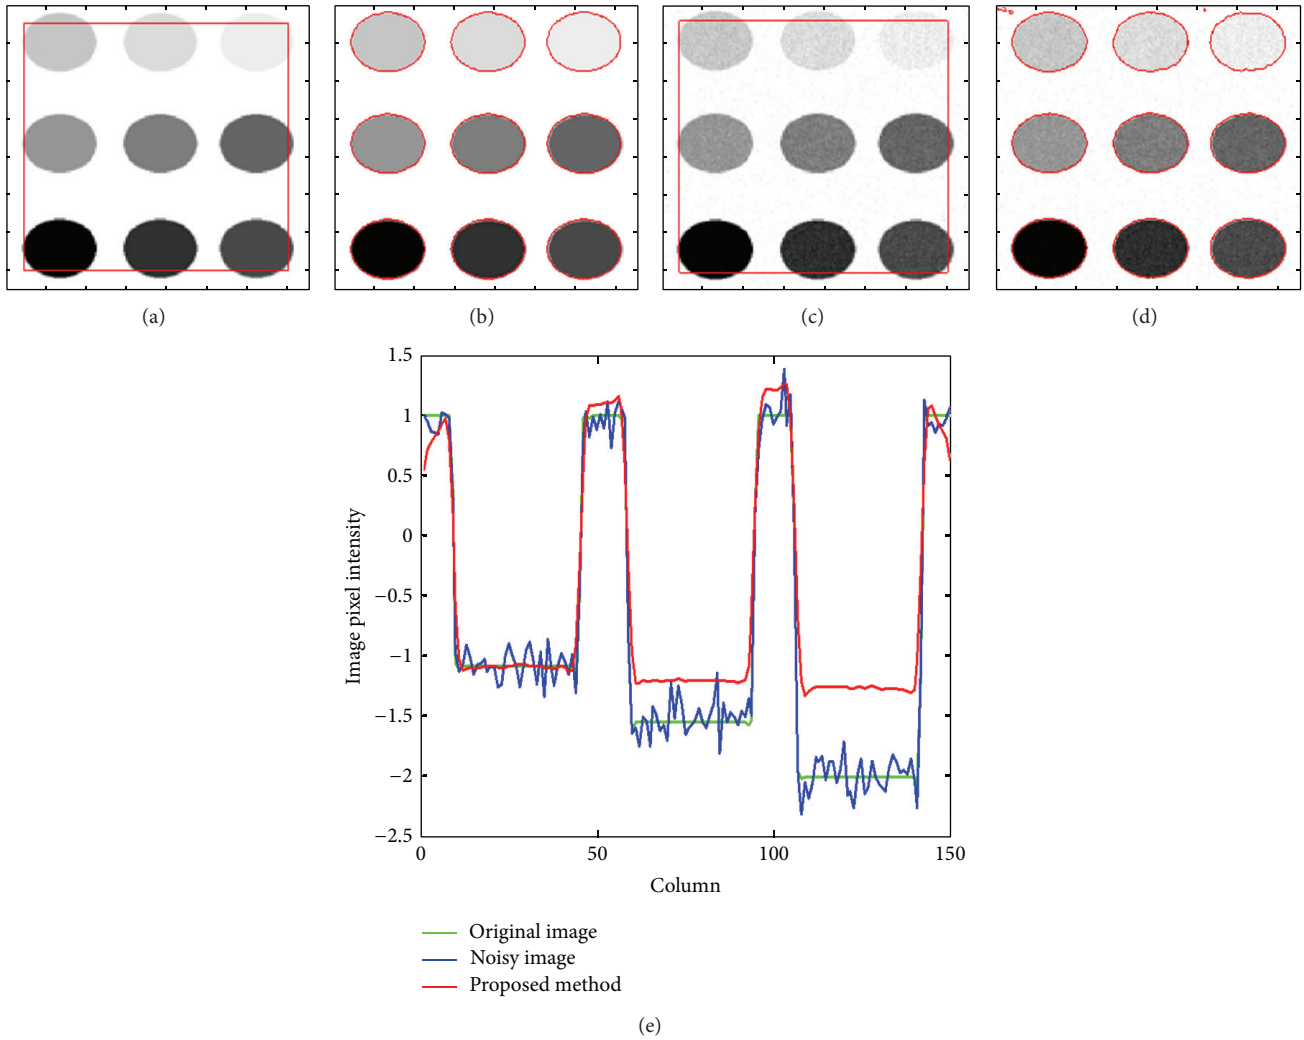 (a)
(b)
(c)
(d)
1.5
1
0.5
0
−0.5
−1
−1.5
−2
−2.5
Image pixel intensity
0
50
100
150
Column
Original image
Noisy image
Proposed method
(e)